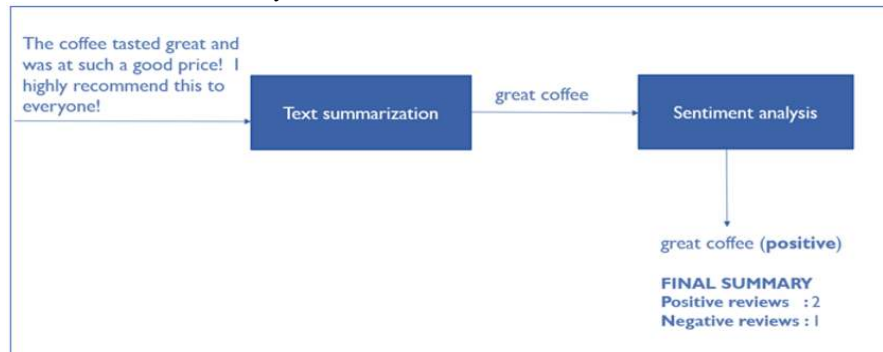 The coffee tasted great and
was at such a good price! I
highly recommend this to
everyone!
Text summarization
great coffee
Sentiment analysis
great coffee (positive)
FINAL SUMMARY
Positive reviews : 2
Negative reviews : 1